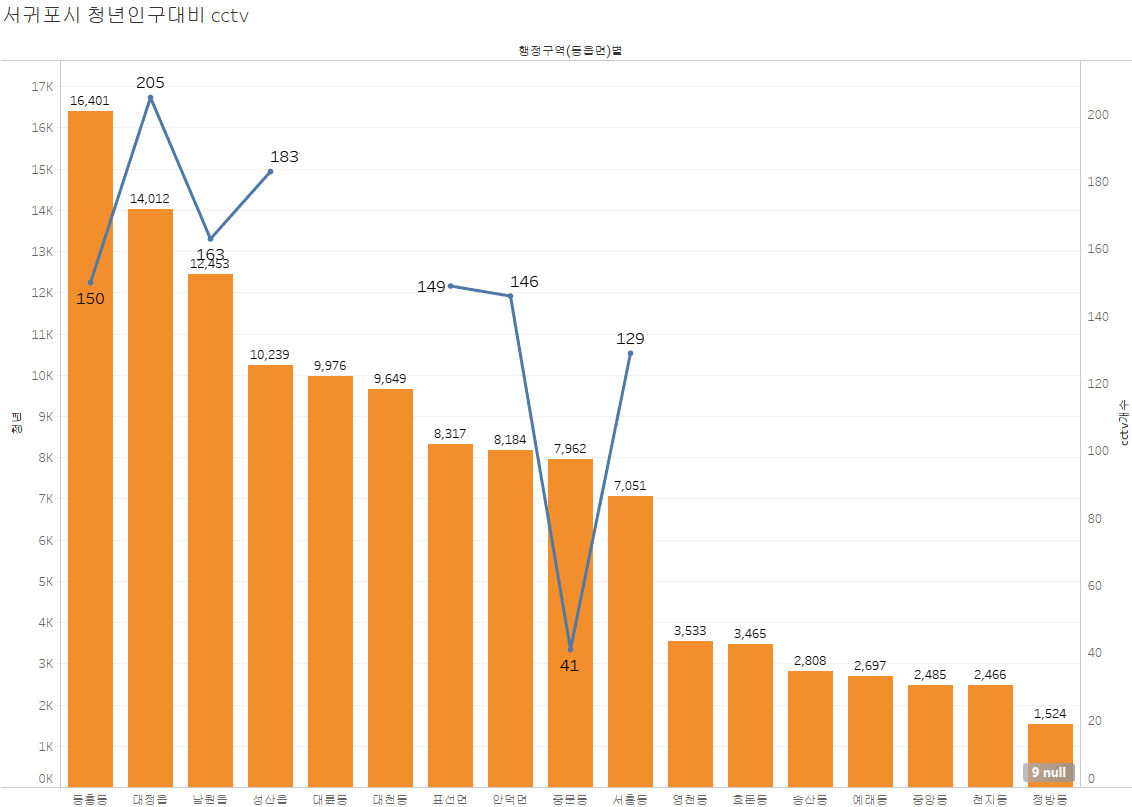 서귀포시 청년인구대비 cctv
행정구역(동읍면)별
17K
16K
15K
14K
13K
12K
11K
10K
9K
8K
7K
6K
5K
4K
3K
2K
1K
0K
청년
16,401
14,012
12,453
10,239
9,976
9,649
8,317
8,184
7,962
7,051
3,533
3,465
2,808
2,697
2,485
2,466
1,524
150
205
163
183
149
146
41
129
9 null
200
180
160
140
120
100
80
60
40
20
0
cctv개수
동홍동 대정읍 남원읍 성산읍 대륜동 대천동 표선면 안덕면 중문동 서홍동 영천동 효돈동 송산동 예래동 중앙동 천지동 정방동